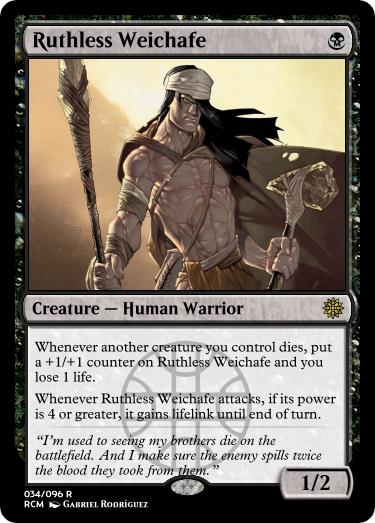 Ruthless Weichafe
Creature — Human Warrior
Whenever another creature you control dies, put
a +1/+1 counter on Ruthless Weichafe and you
lose 1 life.
Whenever Ruthless Weichafe attacks, if its power
is 4 or greater, it gains lifelink until end of turn.
“I’m used to seeing my brothers die on the
battlefield. And I make sure the enemy spills twice
the blood they took from them.”
1/2
034/096 R
RCM Gabriel Rodríguez